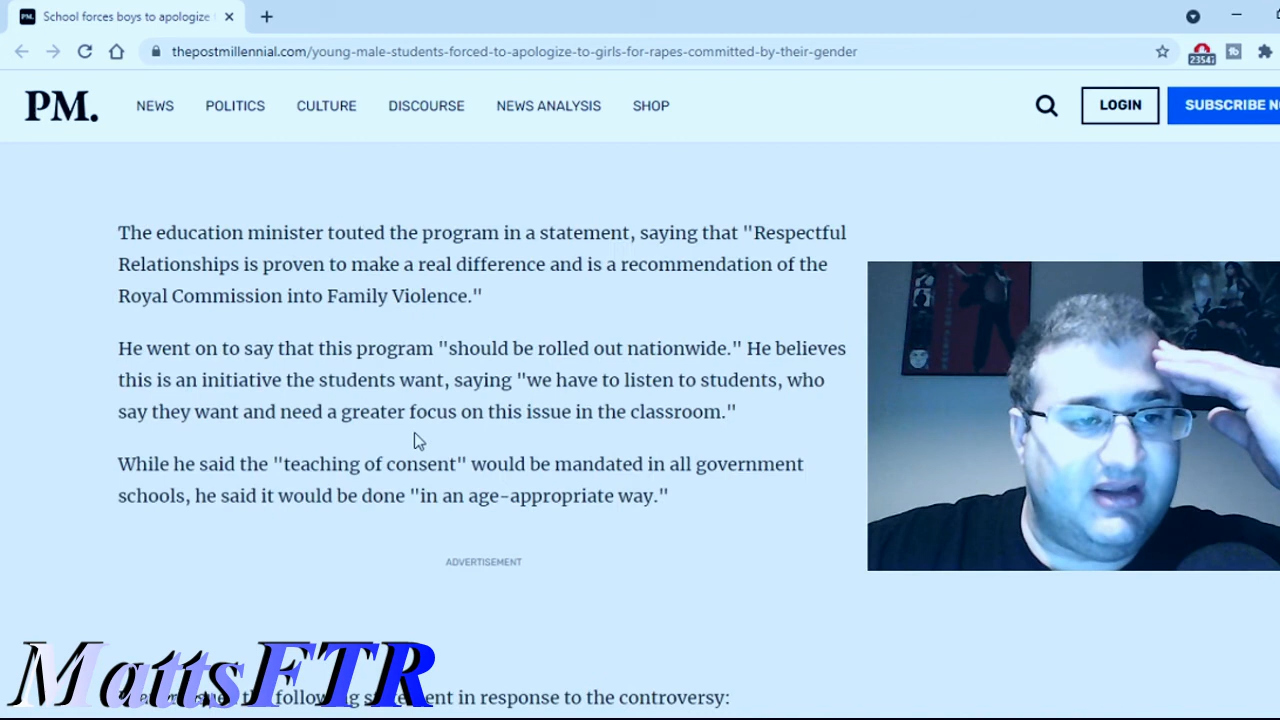 PM. School forces boys to apologize
thepostmillennial.com/young-male-students-forced-to-apologize-to-girls-for-rapes-committed-by-their-gender
2354
PM. NEWS POLITICS CULTURE DISCOURSE NEWS ANALYSIS SHOP LOGIN SUBSCRIBE
The education minister touted the program in a statement, saying that "Respectful
Relationships is proven to make a real difference and is a recommendation of the
Royal Commission into Family Violence."
He went on to say that this program "should be rolled out nationwide." He believes
this is an initiative the students want, saying "we have to listen to students, who
say they want and need a greater focus on this issue in the classroom."
While he said the "teaching of consent" would be mandated in all government
schools, he said it would be done "in an age-appropriate way."
ADVERTISEMENT
MattsFTR
in response to the controversy: